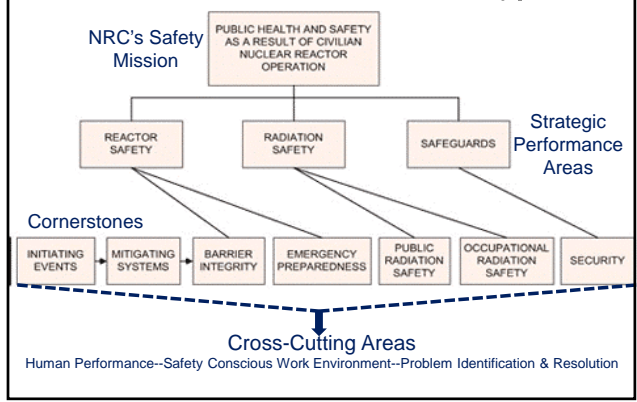 NRC's Safety
Mission
PUBLIC HEALTH AND SAFETY
AS A RESULT OF CIVILIAN
NUCLEAR REACTOR
OPERATION
REACTOR
SAFETY
RADIATION
SAFETY
SAFEGUARDS
Strategic
Performance
Areas
Cornerstones
INITIATING
EVENTS
MITIGATING
SYSTEMS
BARRIER
INTEGRITY
EMERGENCY
PREPAREDNESS
PUBLIC
RADIATION
SAFETY
OCCUPATIONAL
RADIATION
SAFETY
SECURITY
Cross-Cutting Areas
Human Performance--Safety Conscious Work Environment--Problem Identification & Resolution